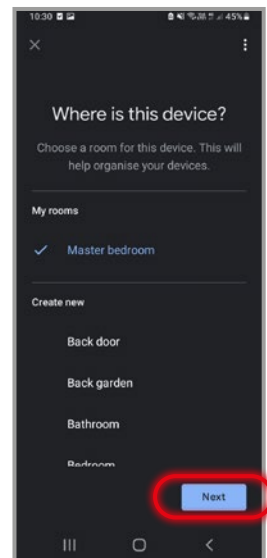 10:30 45%
Where is this device?
Choose a room for this device. This will
help organise your devices.
My rooms
Master bedroom
Create new
Back door
Back garden
Bathroom
Bedroom
Next